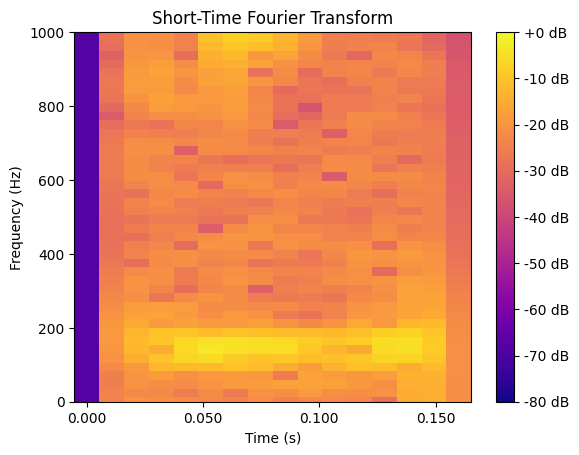 Short-Time Fourier Transform
Frequency (Hz)
1000
800
600
400
200
0
0.000
0.050
0.100
0.150
Time (s)
+0 dB
-10 dB
-20 dB
-30 dB
-40 dB
-50 dB
-60 dB
-70 dB
-80 dB